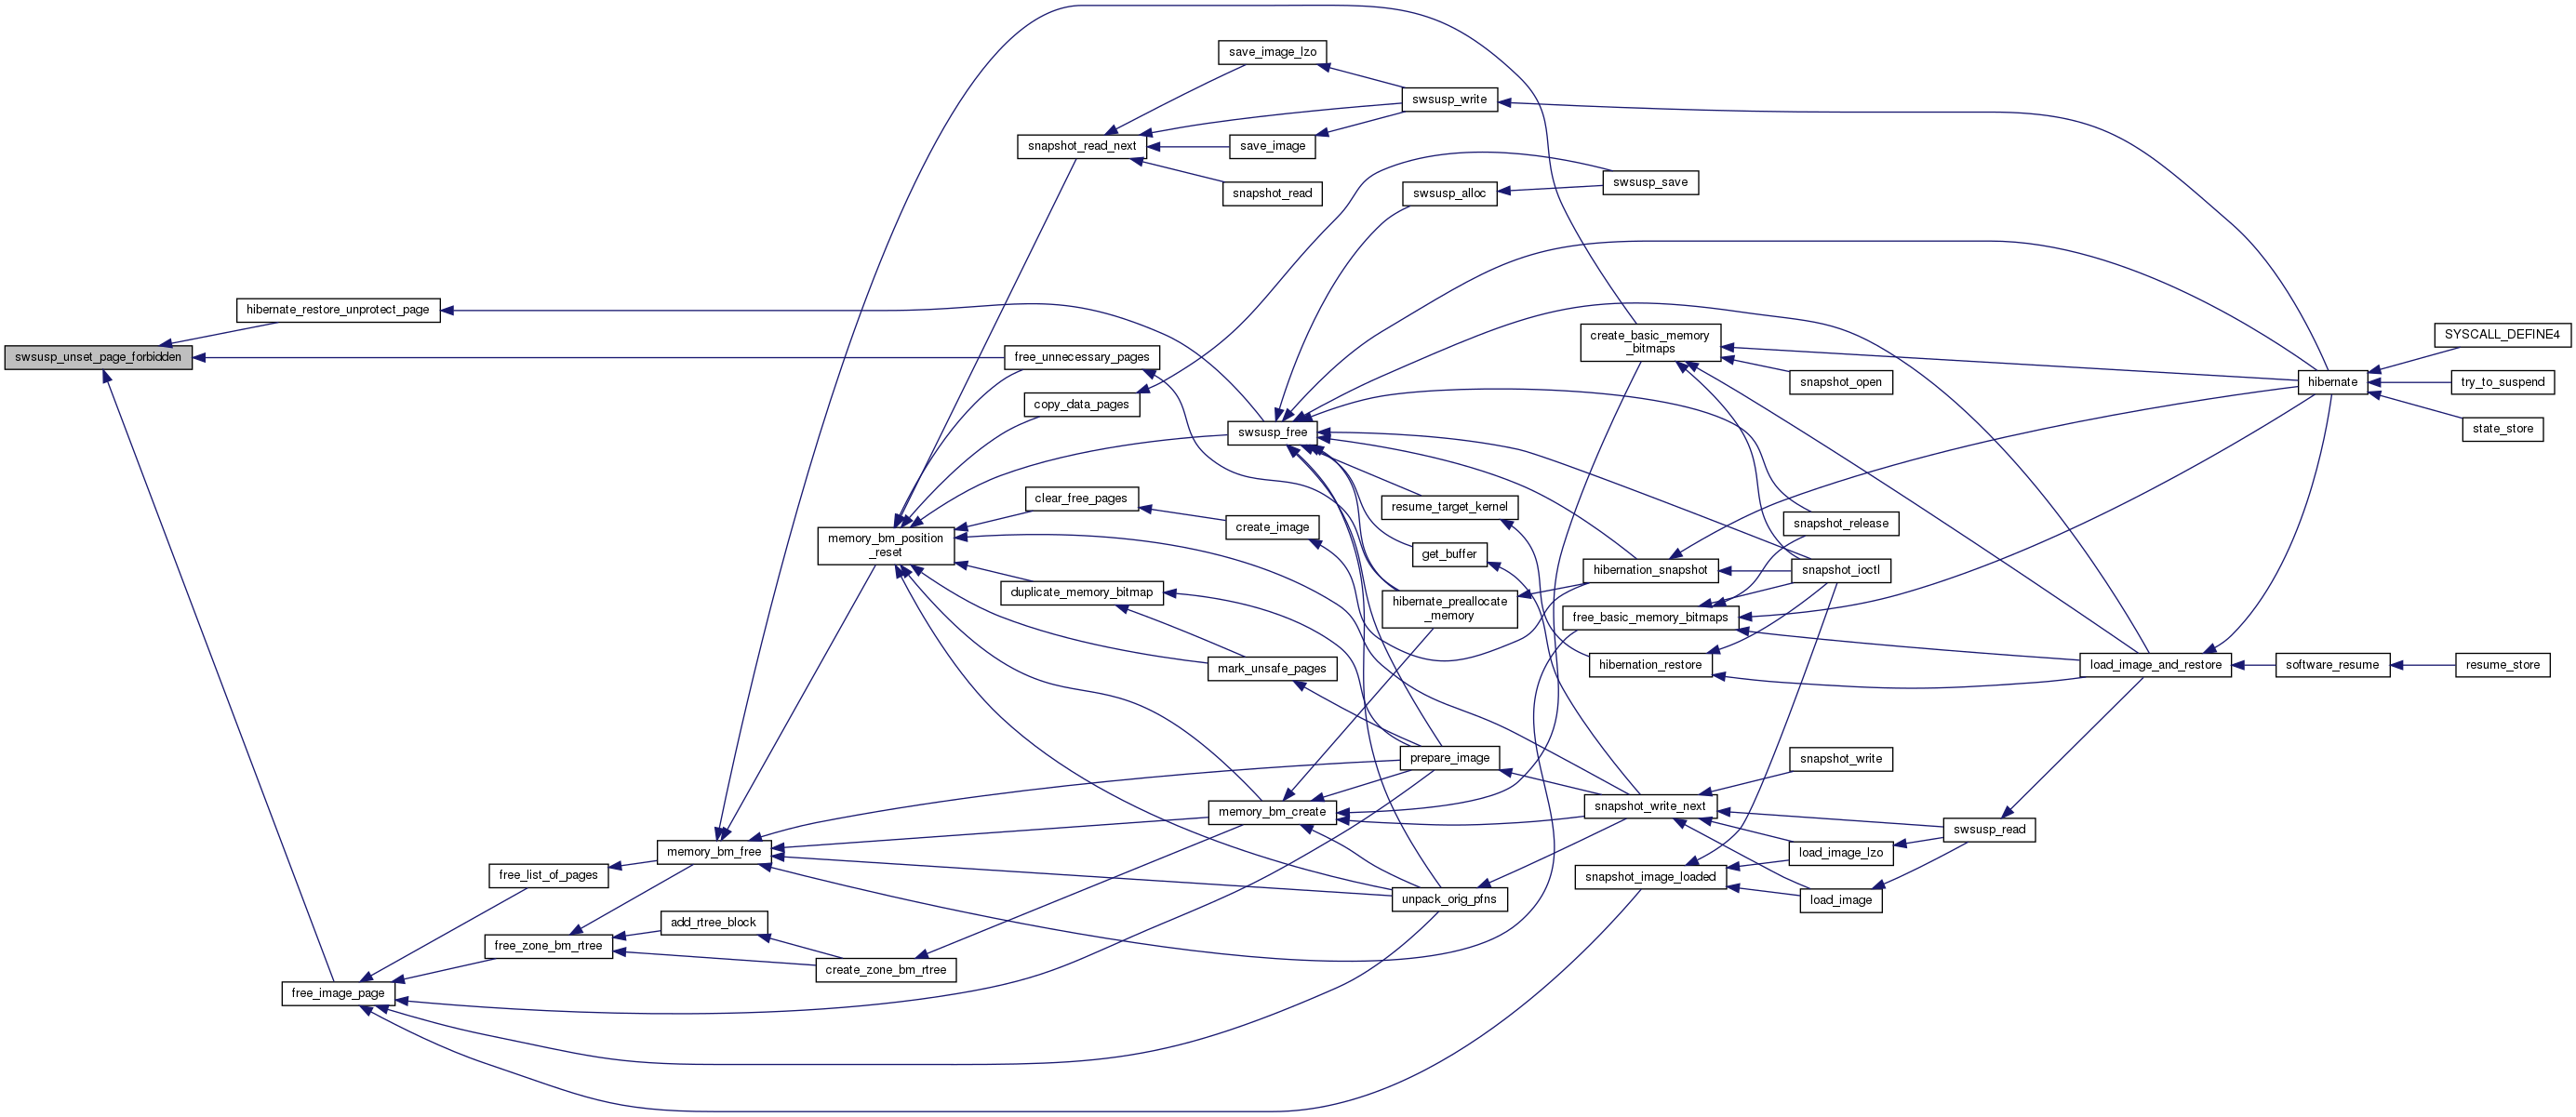 save_image_lzo
swsusp_write
snapshot_read_next
save_image
snapshot_read
swsusp_alloc
swsusp_save
hibernate_restore_unprotect_page
swsusp_unset_page_forbidden
free_unnecessary_pages
copy_data_pages
swsusp_free
create_basic_memory
_bitmaps
snapshot_open
SYSCALL_DEFINE4
hibernate
try_to_suspend
state_store
clear_free_pages
create_image
resume_target_kernel
snapshot_release
memory_bm_position
_reset
get_buffer
hibernation_snapshot
snapshot_ioctl
duplicate_memory_bitmap
hibernate_preallocate
_memory
free_basic_memory_bitmaps
mark_unsafe_pages
hibernation_restore
load_image_and_restore
software_resume
resume_store
prepare_image
snapshot_write
memory_bm_create
snapshot_write_next
swsusp_read
memory_bm_free
load_image_lzo
free_list_of_pages
snapshot_image_loaded
unpack_orig_pfns
load_image
add_rtree_block
free_zone_bm_rtree
create_zone_bm_rtree
free_image_page